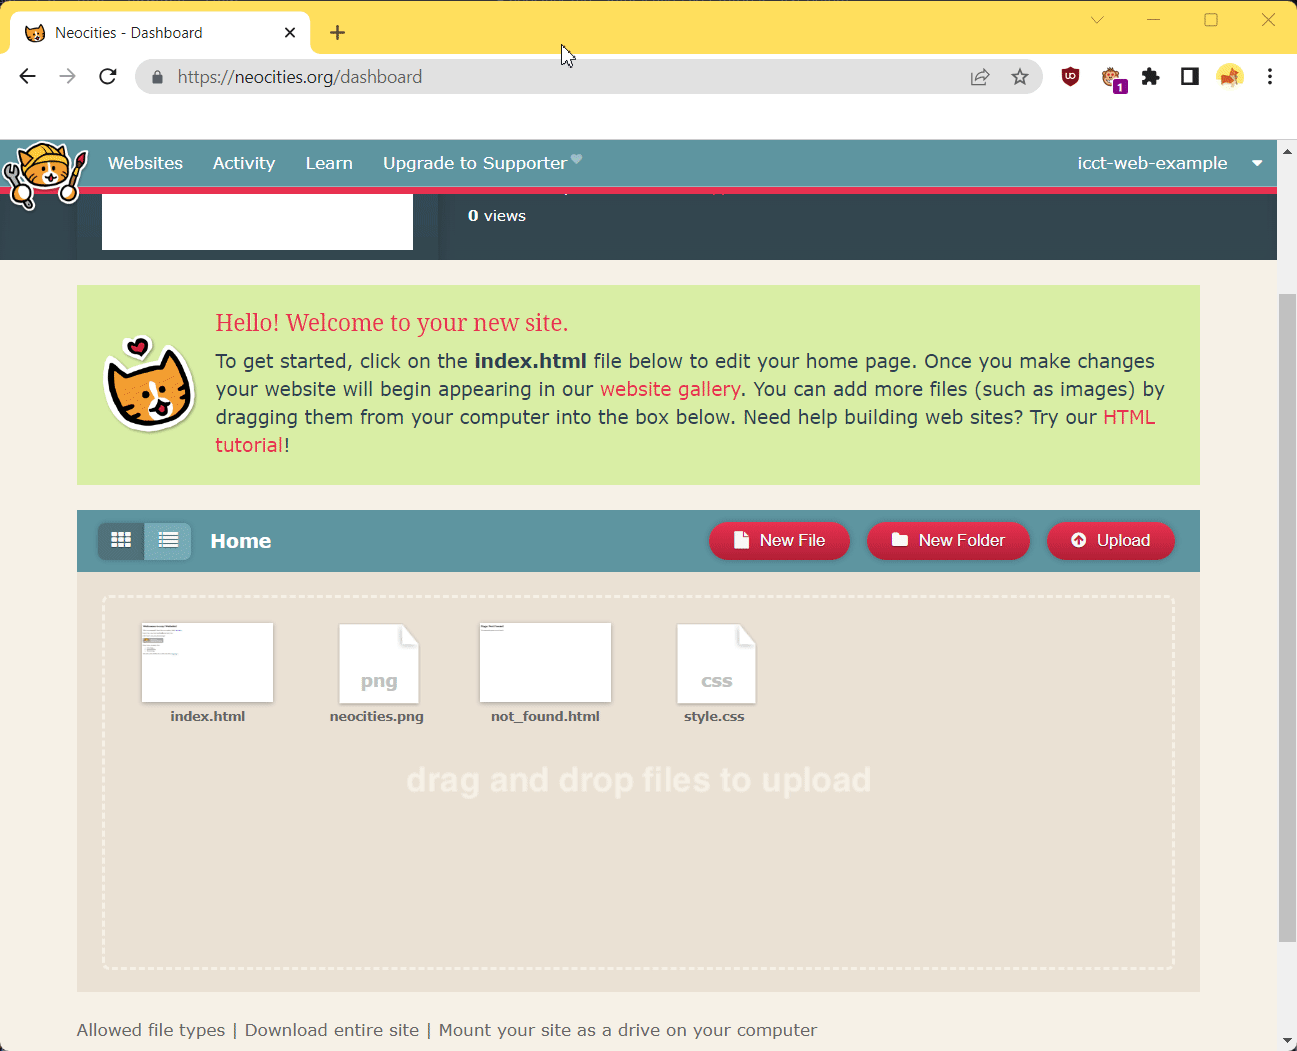 Neocities - Dashboard
https://neocities.org/dashboard
UD
1
Websites Activity Learn Upgrade to Supporter icct-web-example
0 views
Hello! Welcome to your new site.
To get started, click on the index.html file below to edit your home page. Once you make changes
your website will begin appearing in our website gallery. You can add more files (such as images) by
dragging them from your computer into the box below. Need help building web sites? Try our HTML
tutorial!
Home New File New Folder Upload
png css
index.html neocities.png not_found.html style.css
drag and drop files to upload
Allowed file types | Download entire site | Mount your site as a drive on your computer